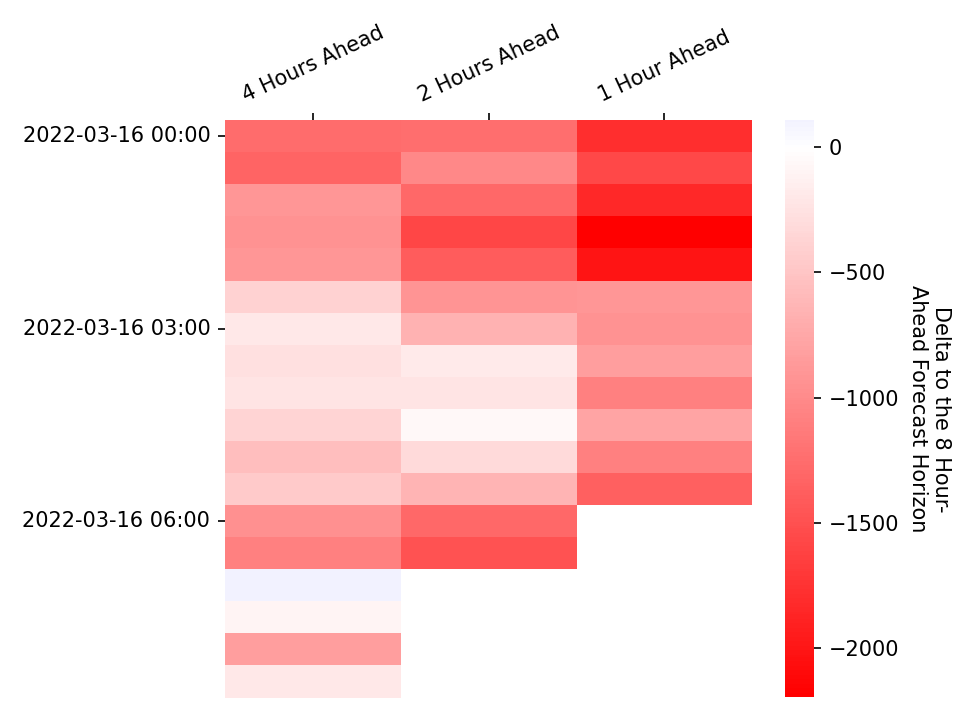 4 Hours Ahead
2 Hours Ahead
1 Hour Ahead
2022-03-16 00:00
2022-03-16 03:00
2022-03-16 06:00
0
−500
−1000
−1500
−2000
Delta to the 8 Hour-
Ahead Forecast Horizon